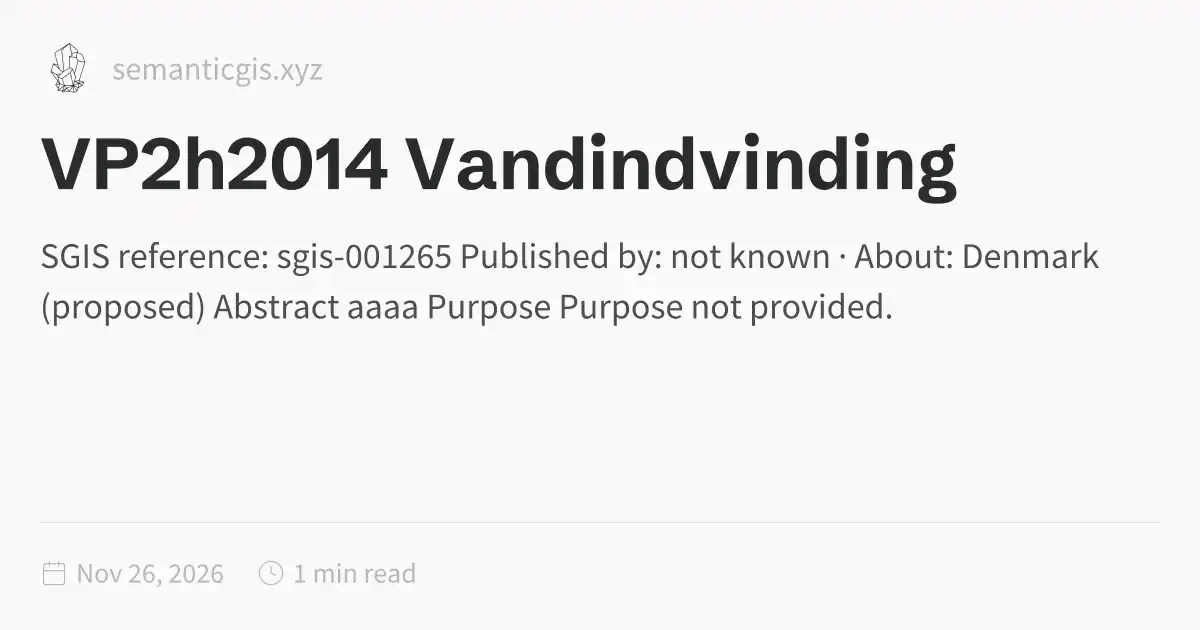 semanticgis.xyz
VP2h2014 Vandindvinding
SGIS reference: sgis-001265 Published by: not known · About: Denmark
(proposed) Abstract aaaa Purpose Purpose not provided.
Nov 26, 2026 1 min read